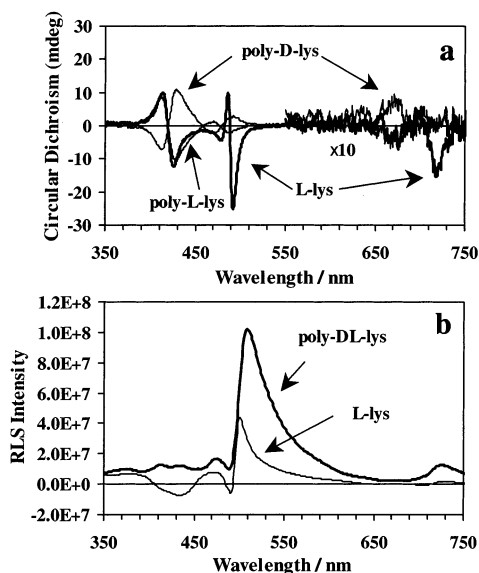 a
poly-D-lys
Circular Dichroism (mdeg)
30
20
10
0
-10
-20
-30
x10
poly-L-lys
L-lys
350 450 550 650 750
Wavelength / nm
b
poly-DL-lys
L-lys
RLS Intensity
1.2E+8
1.0E+8
8.0E+7
6.0E+7
4.0E+7
2.0E+7
0.0E+0
-2.0E+7
350 450 550 650 750
Wavelength / nm